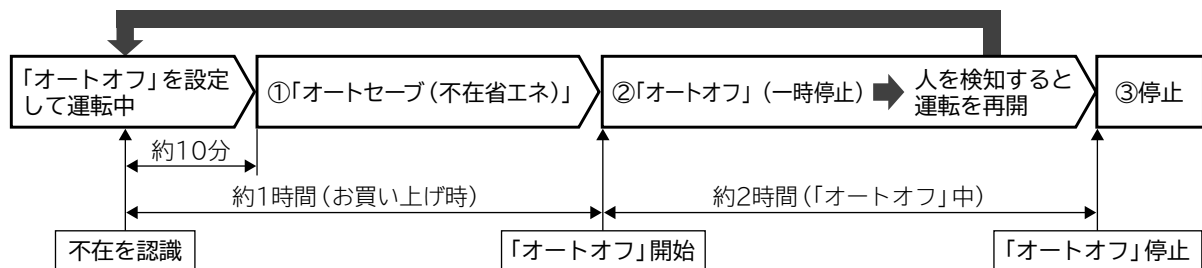 「オートオフ」を設定
して運転中
①「オートセーブ(不在省エネ)」
②「オートオフ」(一時停止)
人を検知すると
運転を再開
③停止
約10分
約1時間(お買い上げ時)
約2時間(「オートオフ」中)
不在を認識
「オートオフ」開始
「オートオフ」停止